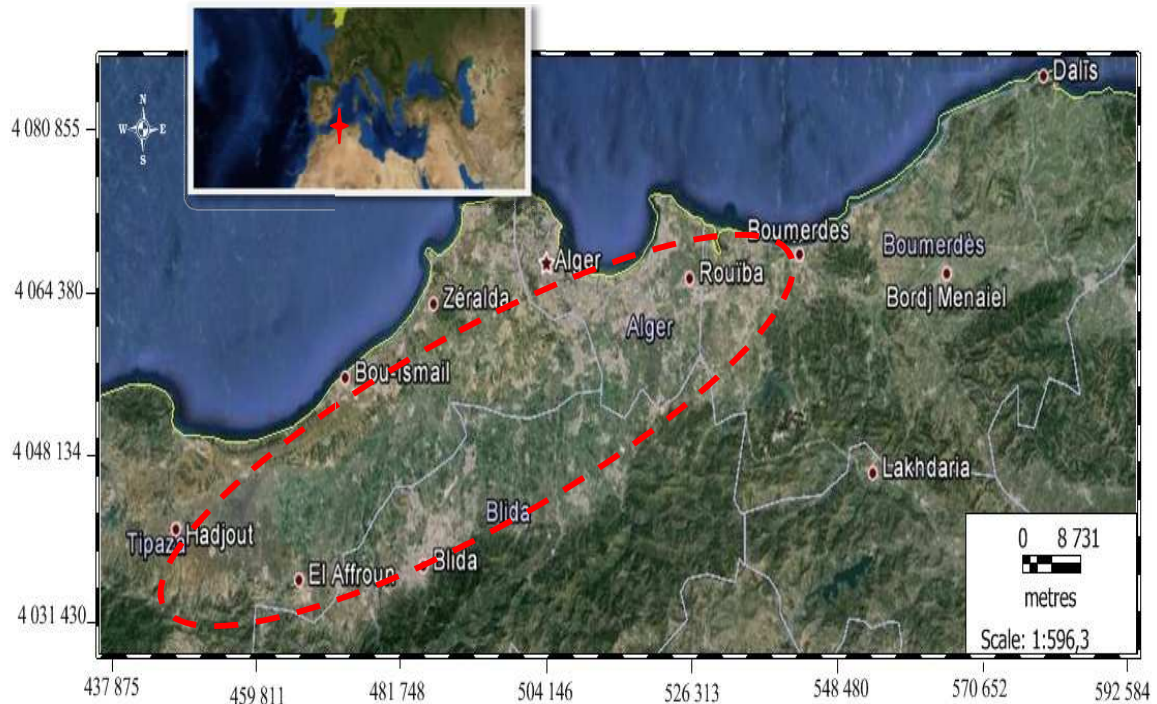 Dalïs
N
W E
S
4 080 855
Boumerdes
Boumerdès
Alger
Rouïba
4 064 380
Zéralda
Bordj Menaiel
Alger
Bou-Ismail
4 048 134
Lakhdaria
Blida
Hadjout
Tipaza
0 8 731
metres
Scale: 1:596,3
El Affroun
Blida
4 031 430
437 875 459 811 481 748 504 146 526 313 548 480 570 652 592 584